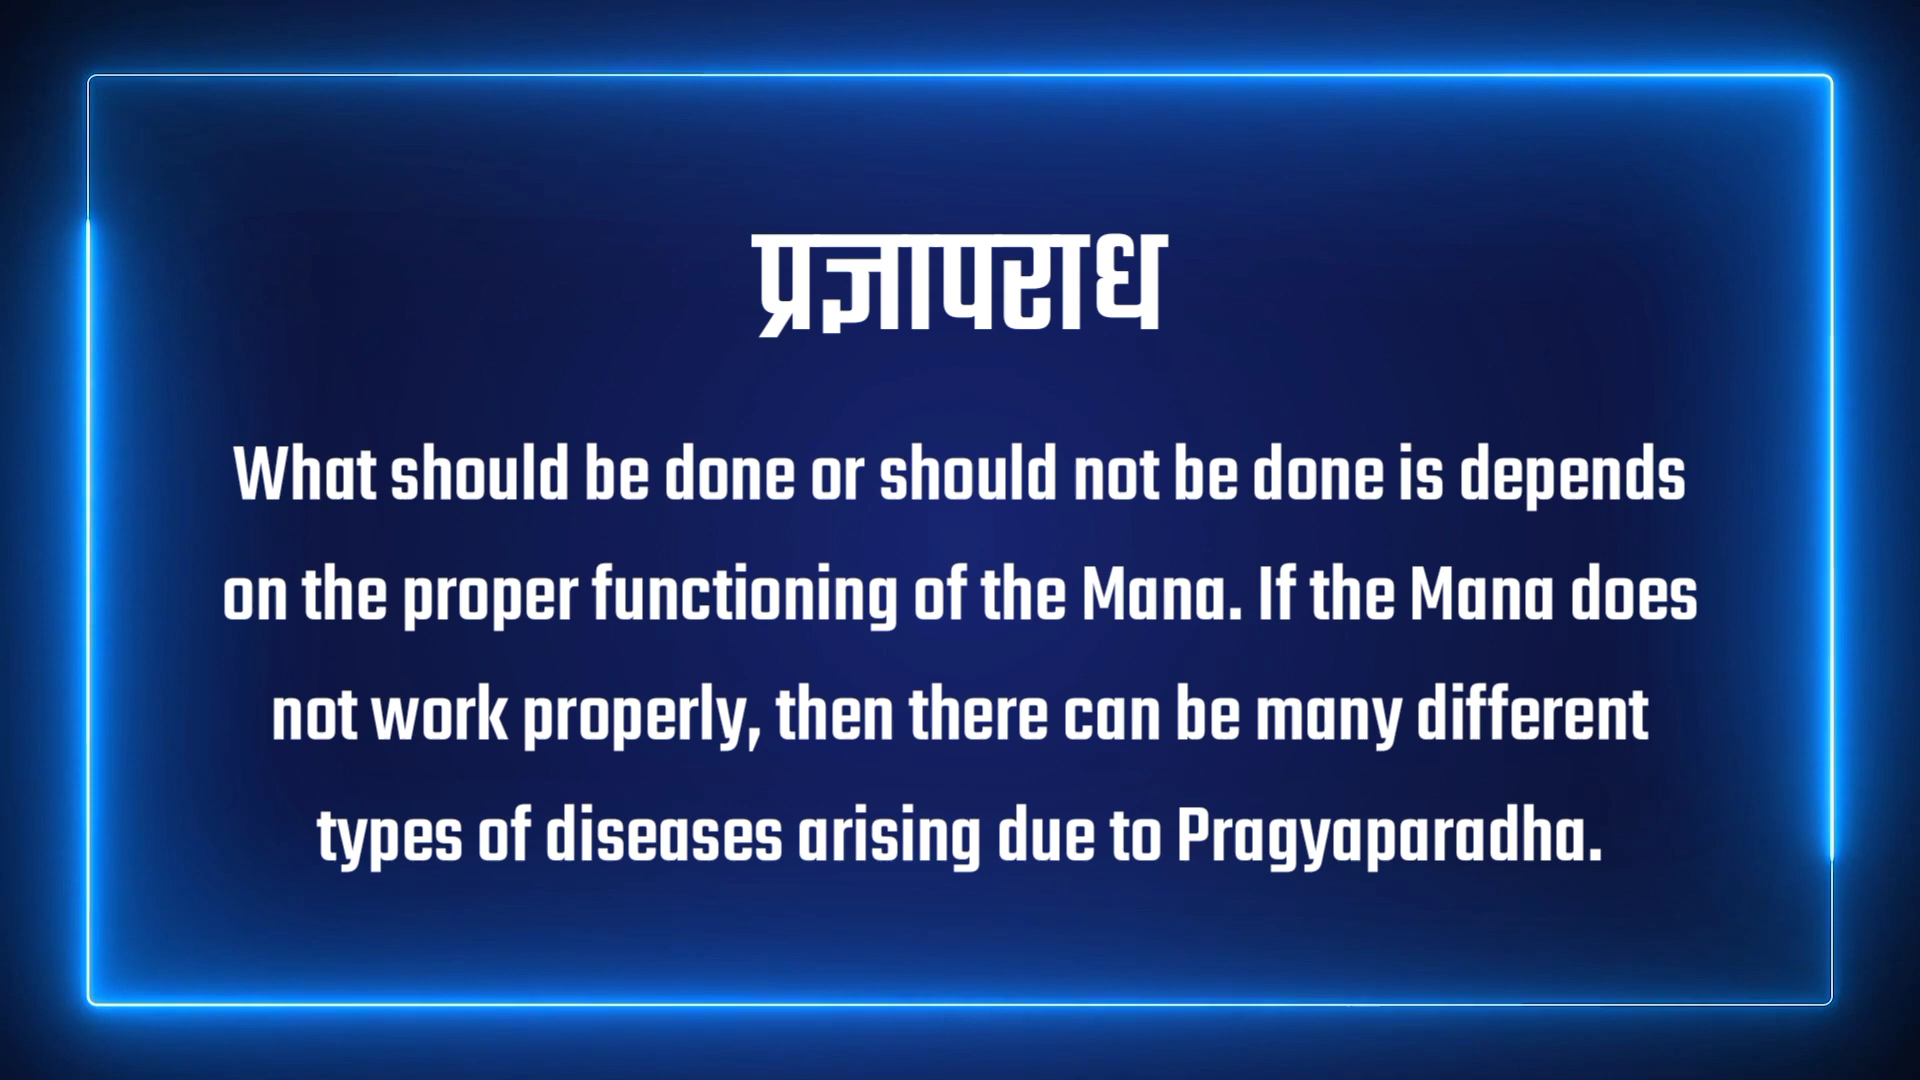 प्रज्ञापराध
What should be done or should not be done is depends
on the proper functioning of the Mana. If the Mana does
not work properly, then there can be many different
types of diseases arising due to Pragyaparadha.